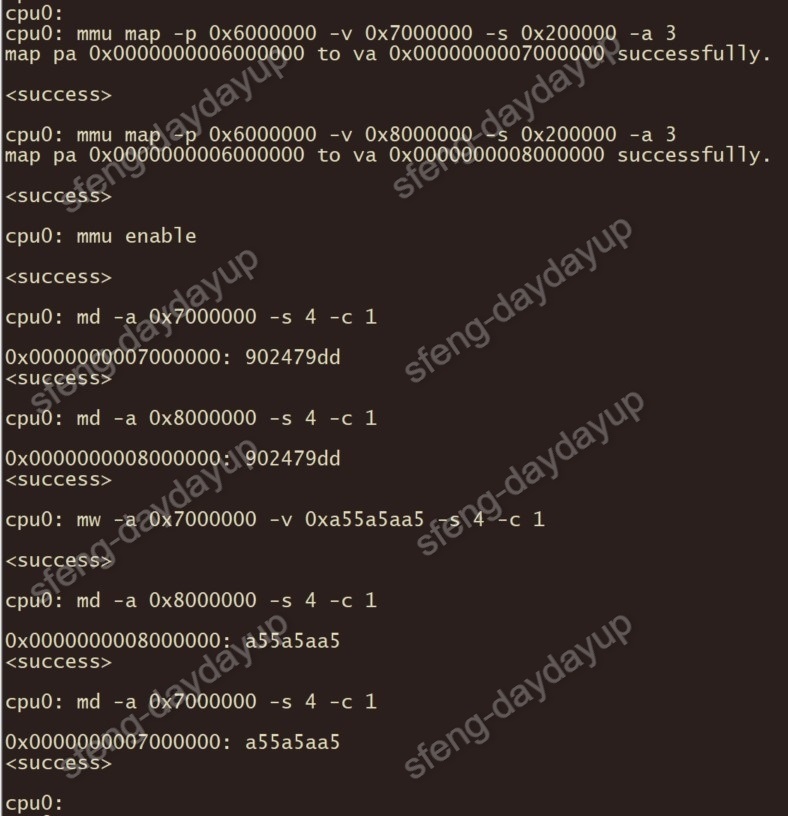 cpu0:
cpu0: mmu map -p 0x6000000 -v 0x7000000 -s 0x200000 -a 3
map pa 0x0000000006000000 to va 0x0000000007000000 successfully.
<success>
cpu0: mmu map -p 0x6000000 -v 0x8000000 -s 0x200000 -a 3
map pa 0x0000000006000000 to va 0x0000000008000000 successfully.
<success>
cpu0: mmu enable
<success>
cpu0: md -a 0x7000000 -s 4 -c 1
0x0000000007000000: 902479dd
<success>
cpu0: md -a 0x8000000 -s 4 -c 1
0x0000000008000000: 902479dd
<success>
cpu0: mw -a 0x7000000 -v 0xa55a5aa5 -s 4 -c 1
<success>
cpu0: md -a 0x8000000 -s 4 -c 1
0x0000000008000000: a55a5aa5
<success>
cpu0: md -a 0x7000000 -s 4 -c 1
0x0000000007000000: a55a5aa5
<success>
cpu0:
sfeng-daydayup
sfeng-daydayup
sfeng-daydayup
sfeng-daydayup
sfeng-daydayup
sfeng-daydayup
sfeng-daydayup
sfeng-daydayup